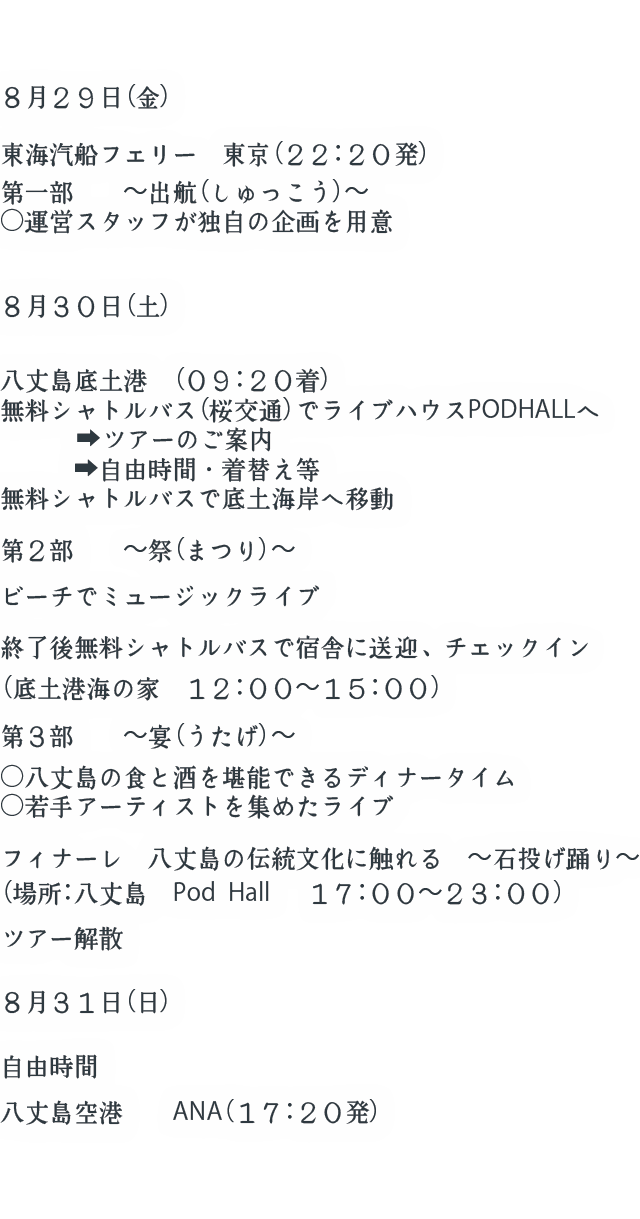 ８月２９日(金)
東海汽船フェリー　東京(２２:２０発)
第一部　　～出航(しゅっこう)～
○運営スタッフが独自の企画を用意
８月３０日(土)
八丈島底土港　(０９:２０着)
無料シャトルバス(桜交通)でライブハウスPODHALLへ
➡ツアーのご案内
➡自由時間・着替え等
無料シャトルバスで底土海岸へ移動
第２部　　～祭(まつり)～
ビーチでミュージックライブ
終了後無料シャトルバスで宿舎に送迎、チェックイン
(底土港海の家　１２:００～１５:００)
第３部　　～宴(うたげ)～
○八丈島の食と酒を堪能できるディナータイム
○若手アーティストを集めたライブ
フィナーレ　八丈島の伝統文化に触れる　～石投げ踊り～
(場所:八丈島　Pod Hall　１７:００～２３:００)
ツアー解散
８月３１日(日)
自由時間
八丈島空港　　ANA(１７:２０発)